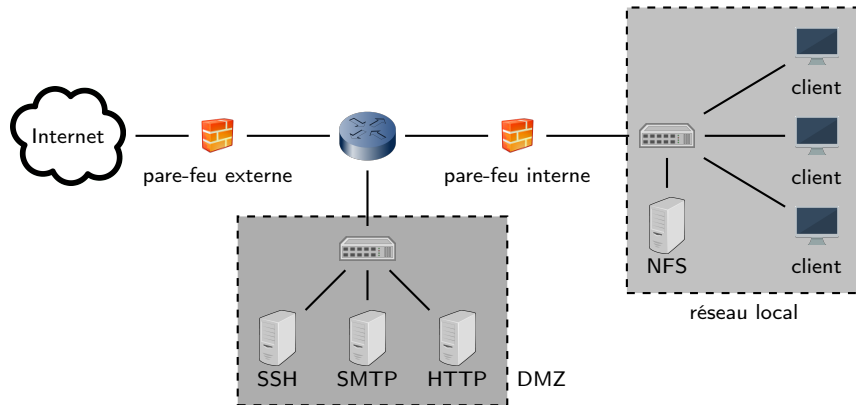 client
Internet
pare-feu externe
pare-feu interne
client
NFS
client
réseau local
SSH
SMTP
HTTP
DMZ